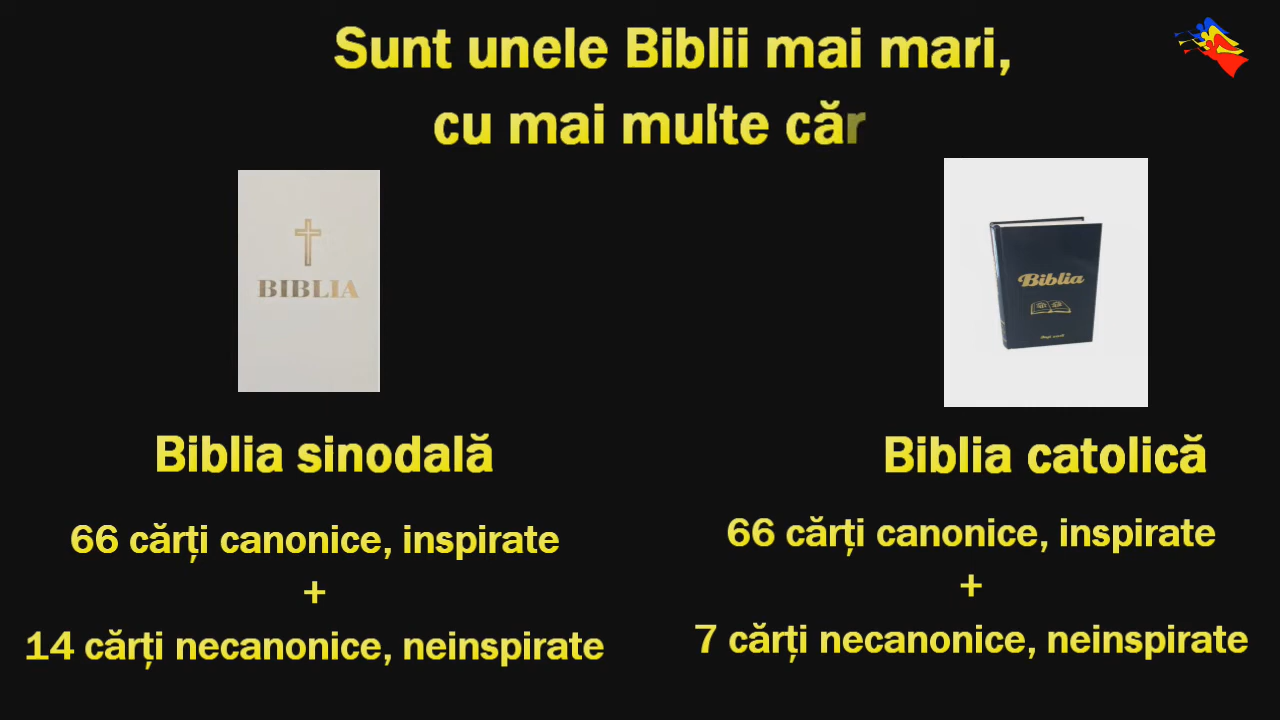 Sunt unele Biblii mai mari,
cu mai multe căr
BIBLIA
Biblia
Biblia sinodală
Biblia catolică
66 cărți canonice, inspirate
+
14 cărți necanonice, neinspirate
66 cărți canonice, inspirate
+
7 cărți necanonice, neinspirate